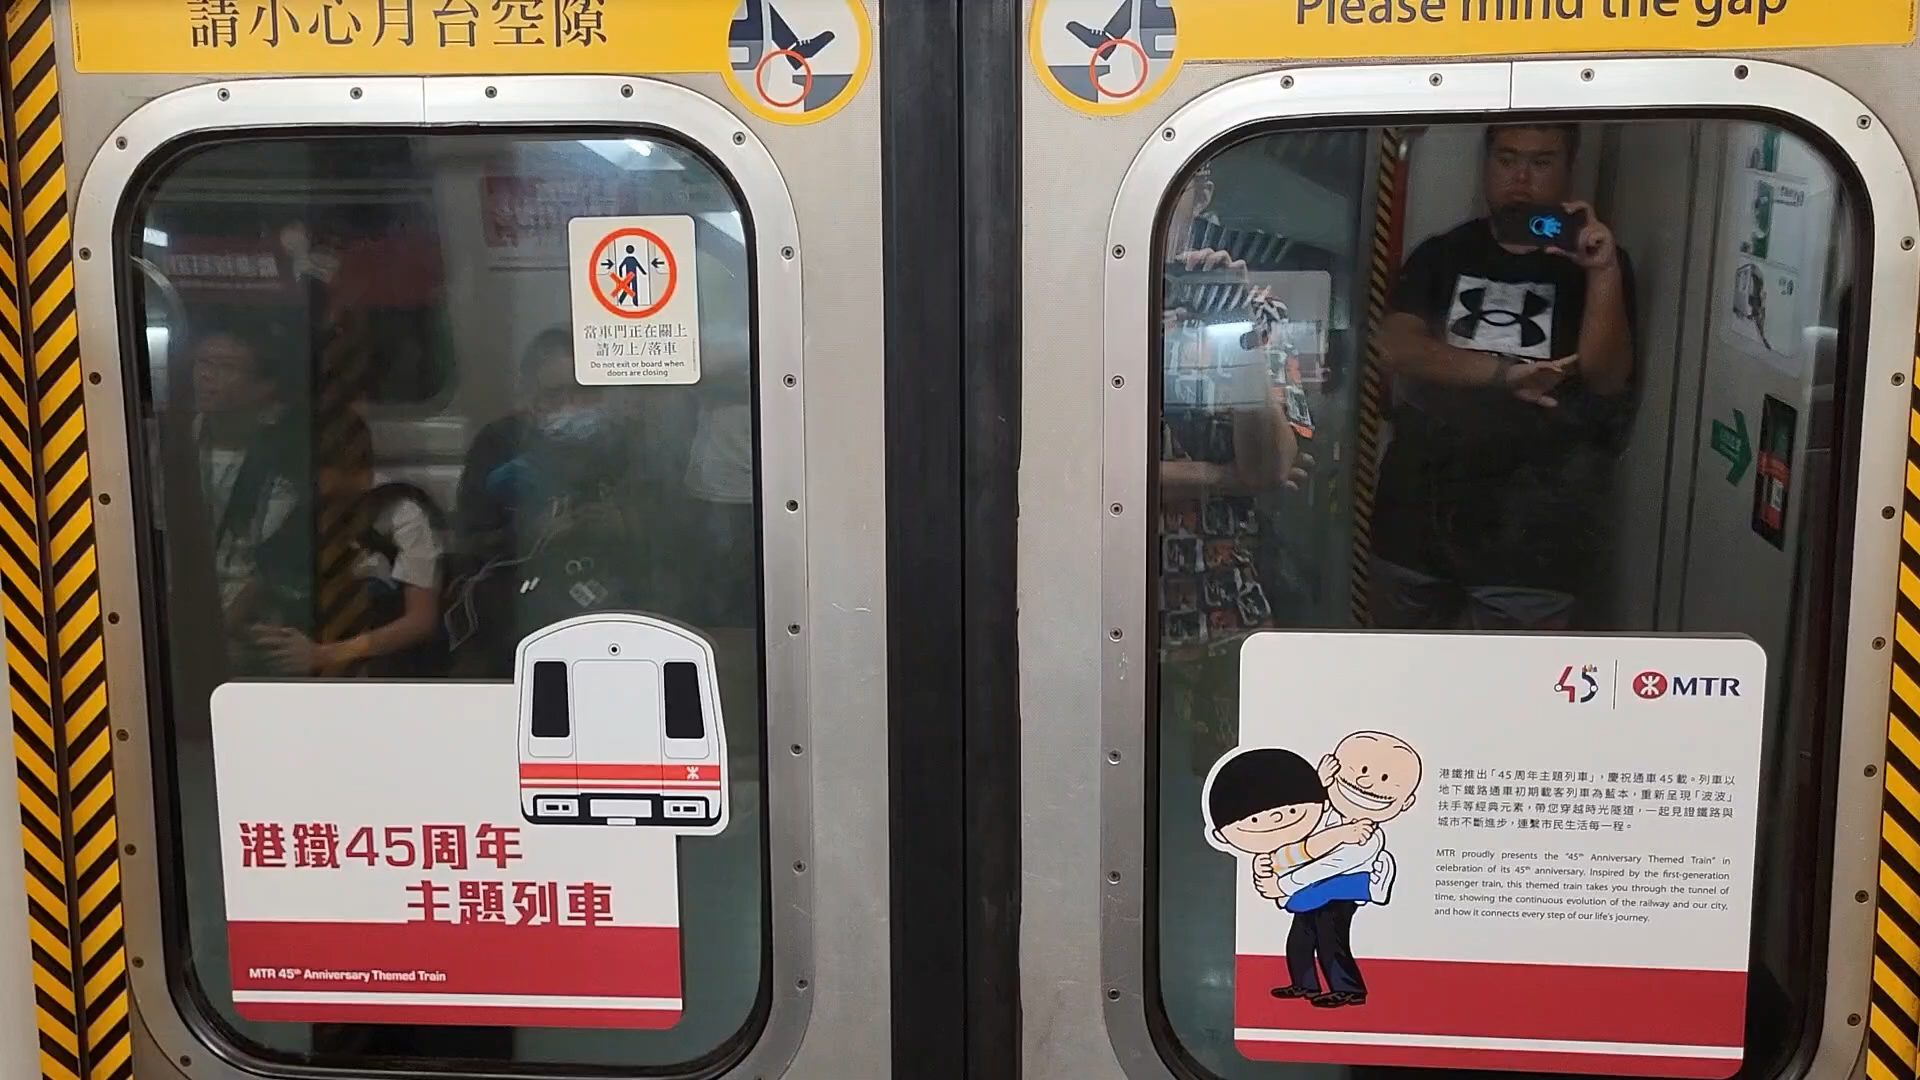 請小心月台空隙
Please mind the gap
當車門正在關上
請勿上/落車
Do not exit or board when
doors are closing
港鐵45周年
主題列車
MTR 45th Anniversary Themed Train
45
MTR
港鐵推出「45周年主題列車」，慶祝通車45載。列車以
地下鐵路通車初期載客列車為藍本，重新呈現「波波」
扶手等經典元素，帶您穿越時光隧道，一起見證鐵路與
城市不斷進步，連繫市民生活每一程。
MTR proudly presents the "45th Anniversary Themed Train" in
celebration of its 45th anniversary. Inspired by the first-generation
passenger train, this themed train takes you through the tunnel of
time, showing the continuous evolution of the railway and our city,
and how it connects every step of our life's journey.